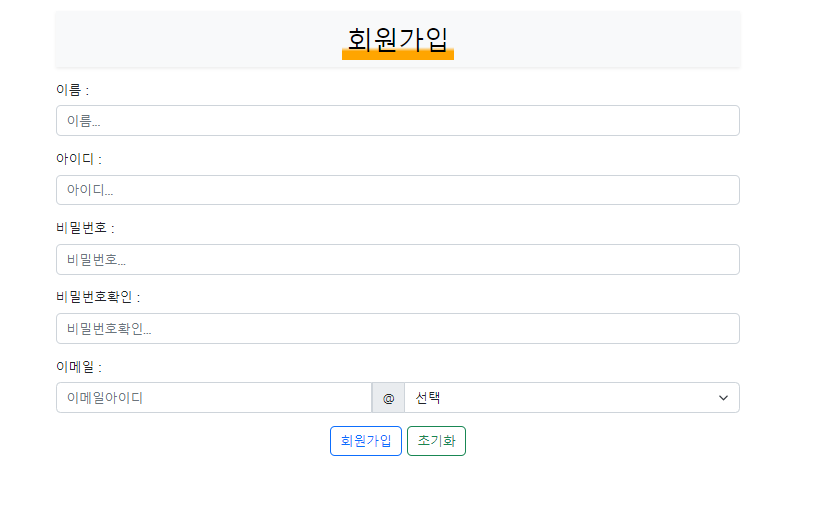 회원가입
이름 :
이름...
아이디 :
아이디...
비밀번호 :
비밀번호...
비밀번호확인 :
비밀번호확인...
이메일 :
이메일아이디 @ 선택
회원가입 초기화